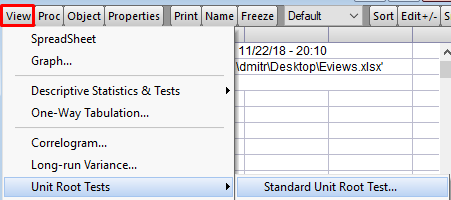 View Proc Object Properties Print Name Freeze Default Sort Edit+/- S
11/22/18 - 20:10
\dmitr\Desktop\Eviews.xlsx'
SpreadSheet
Graph...
Descriptive Statistics & Tests
One-Way Tabulation...
Correlogram...
Long-run Variance...
Unit Root Tests
Standard Unit Root Test...